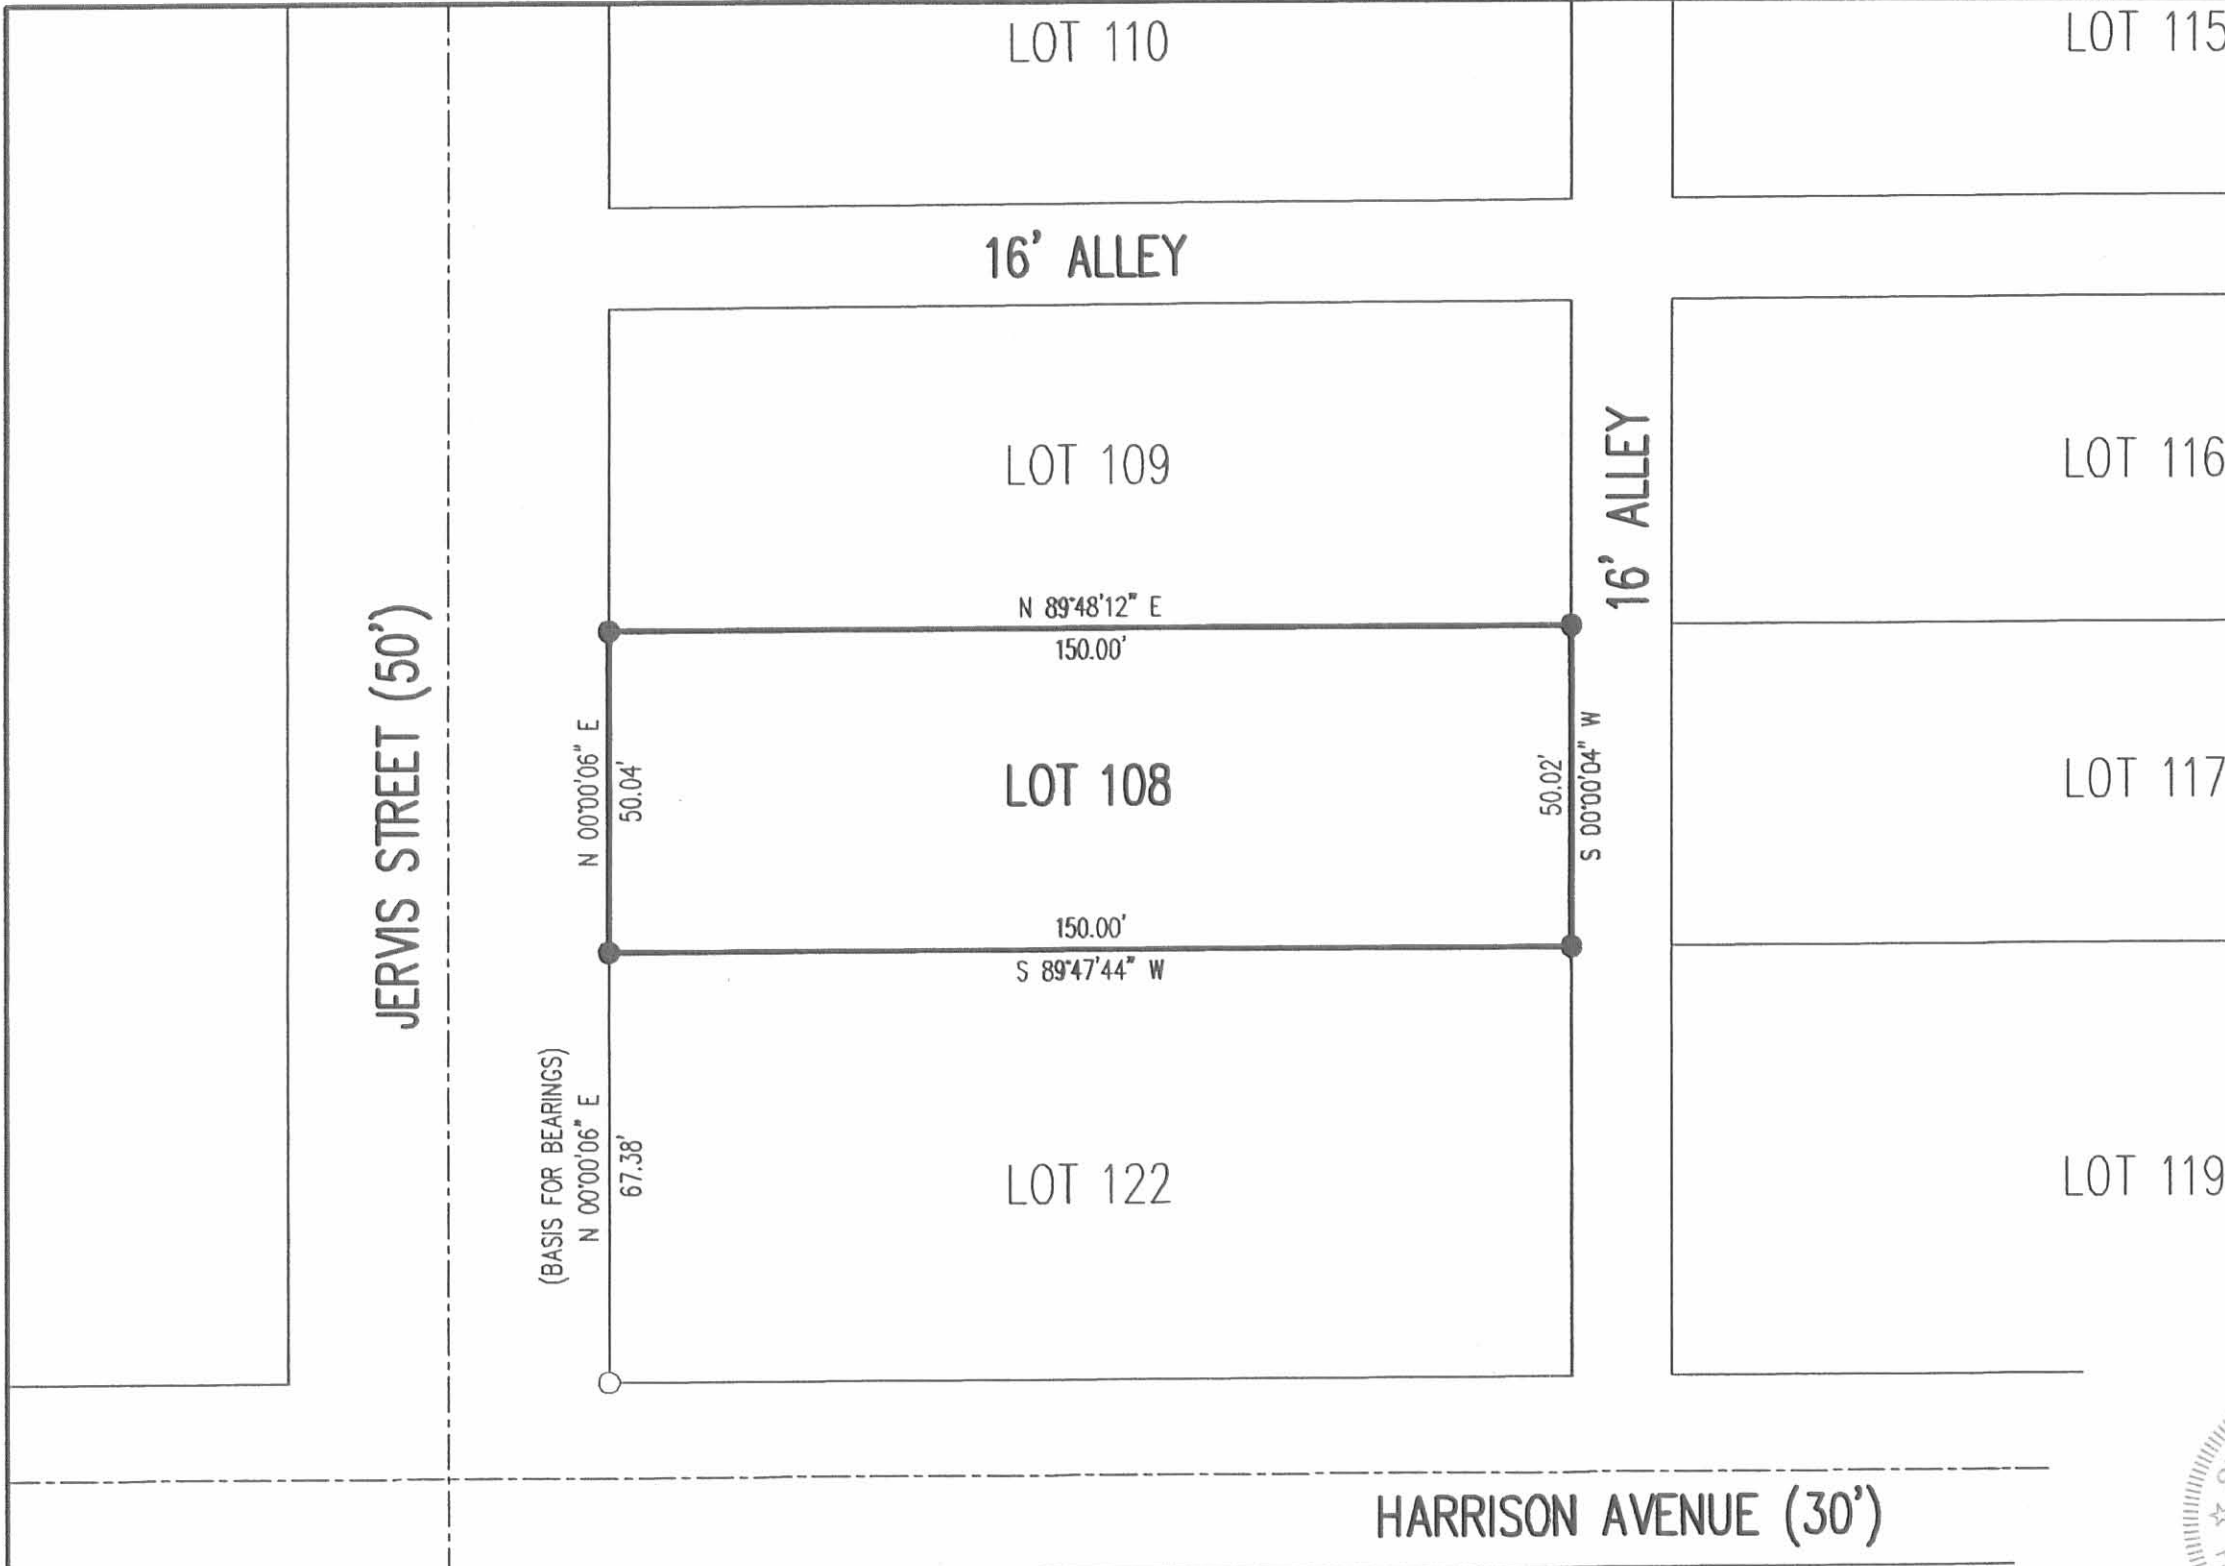 LOT 110
LOT 115
16' ALLEY
LOT 109
16' ALLEY
LOT 116
N 89°48'12" E
150.00'
JERVIS STREET (50')
N 00°00'06" E
50.04'
LOT 108
50.02'
S 00°00'04" W
LOT 117
150.00'
S 89°47'44" W
(BASIS FOR BEARINGS)
N 00°00'06" E
67.38'
LOT 122
LOT 119
HARRISON AVENUE (30')